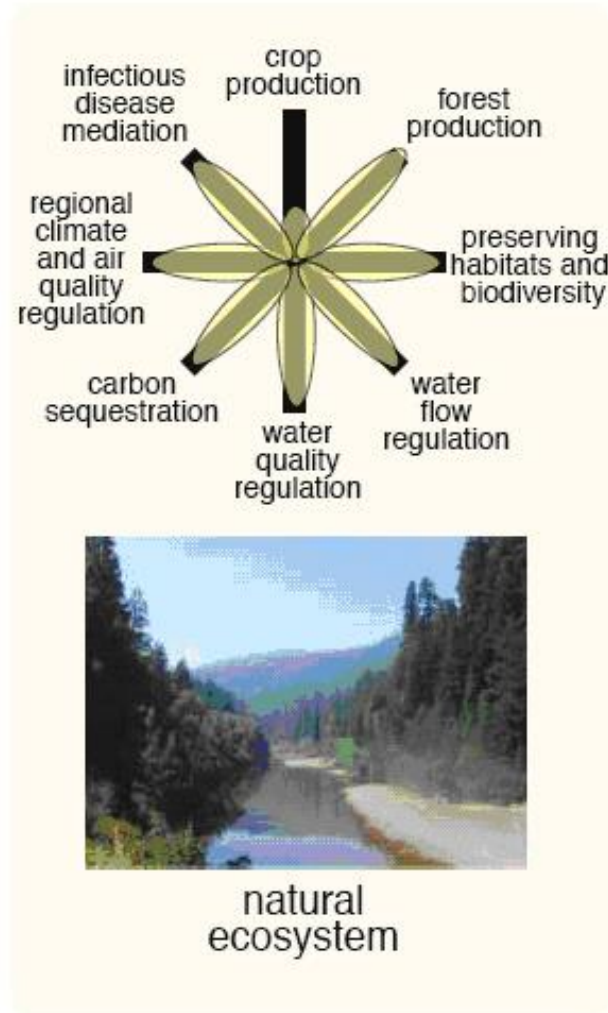 crop
production
infectious
disease
mediation
forest
production
regional
climate
and air
quality
regulation
preserving
habitats and
biodiversity
carbon
sequestration
water
flow
regulation
water
quality
regulation
natural
ecosystem